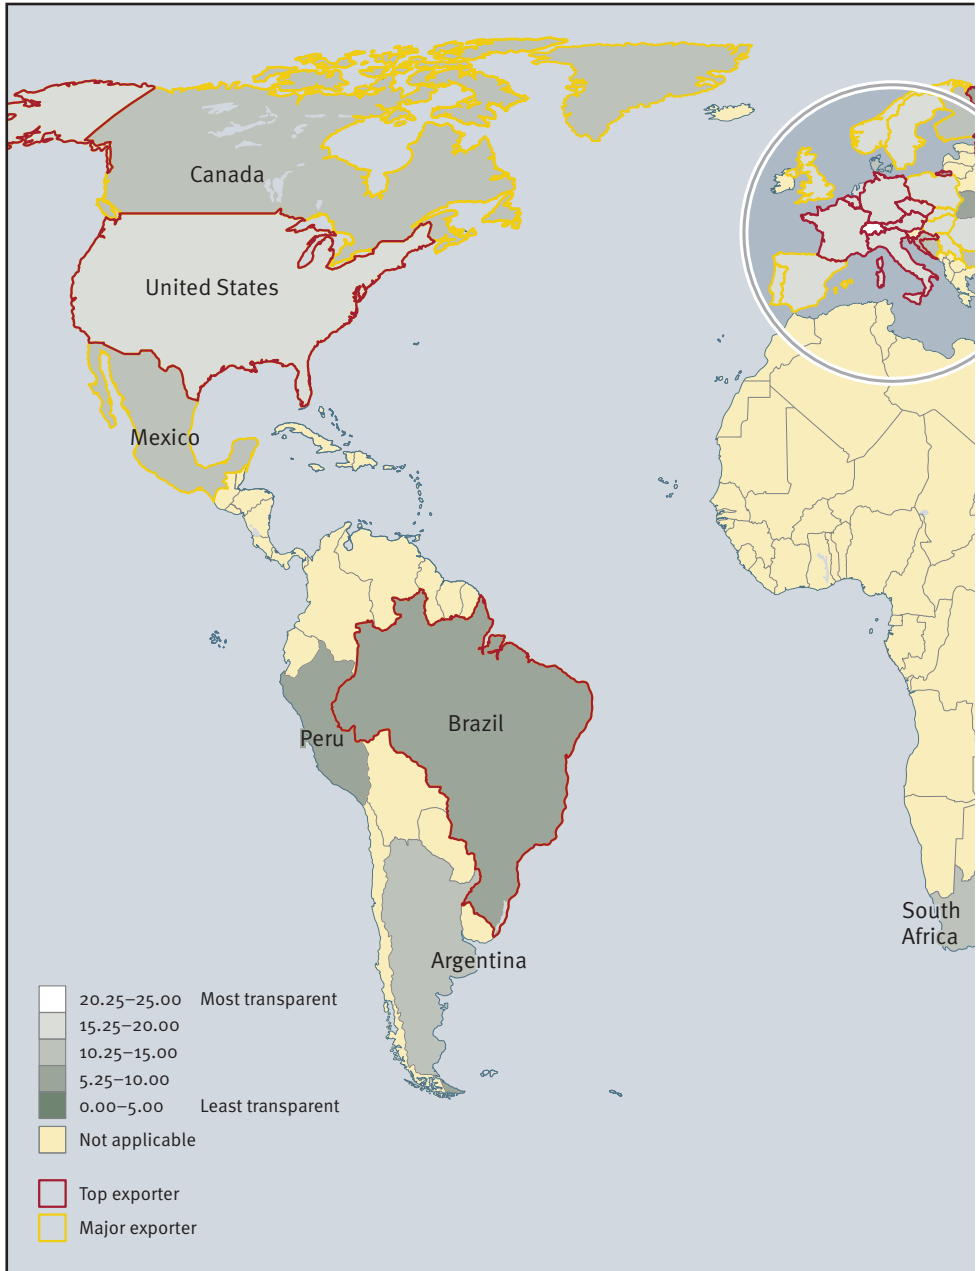 Canada
United States
Mexico
Peru
Brazil
South
Africa
Argentina
20.25–25.00 Most transparent
15.25–20.00
10.25–15.00
5.25–10.00
0.00–5.00 Least transparent
Not applicable
Top exporter
Major exporter